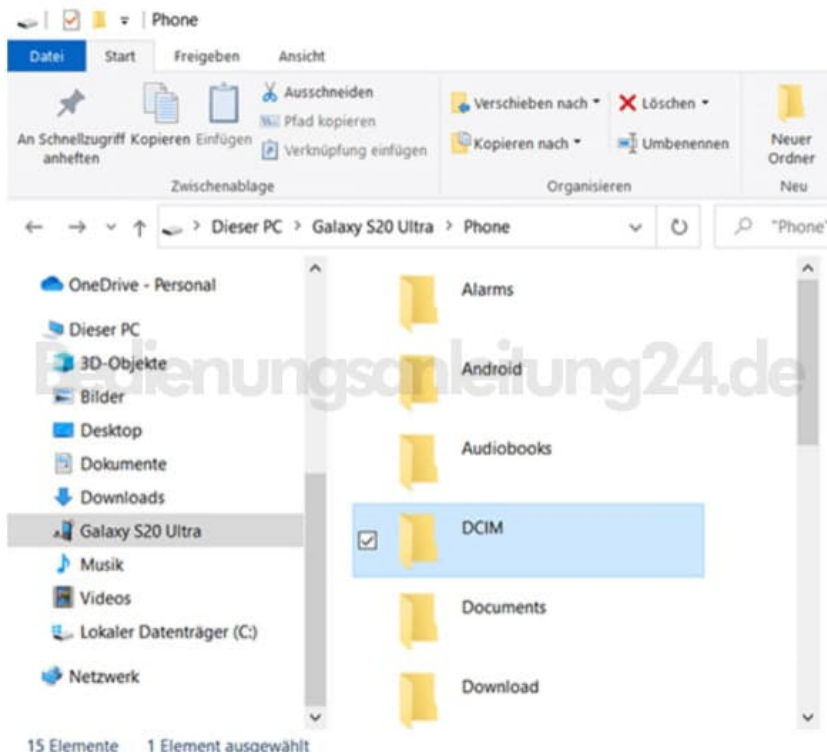 Phone
Datei Start Freigeben Ansicht
An Schnellzugriff anheften
Kopieren
Einfügen
Ausschneiden
Pfad kopieren
Verknüpfung einfügen
Zwischenablage
Verschieben nach
Kopieren nach
Löschen
Umbenennen
Organisieren
Neuer
Ordner
Neu
Dieser PC > Galaxy S20 Ultra > Phone
"Phone"
OneDrive - Personal
Dieser PC
3D-Objekte
Bilder
Desktop
Dokumente
Downloads
Galaxy S20 Ultra
Musik
Videos
Lokaler Datenträger (C:)
Netzwerk
Alarms
Android
Audiobooks
DCIM
Documents
Download
Bedienungsanleitung24.de
15 Elemente 1 Element ausgewählt